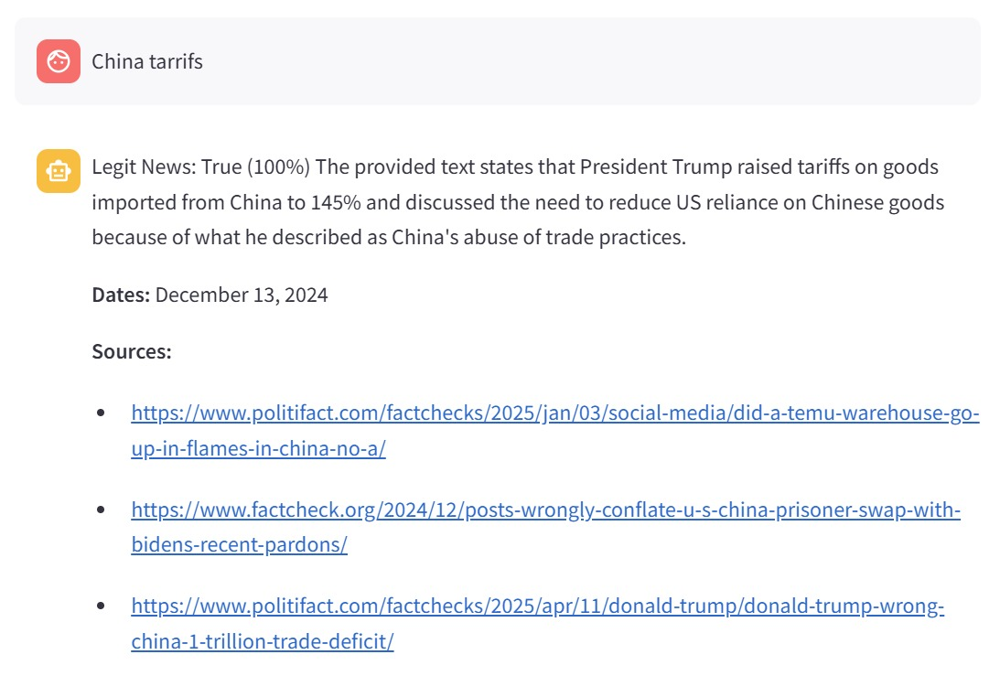 China tarrifs
Legit News: True (100%) The provided text states that President Trump raised tariffs on goods
imported from China to 145% and discussed the need to reduce US reliance on Chinese goods
because of what he described as China's abuse of trade practices.
Dates: December 13, 2024
Sources:
• https://www.politifact.com/factchecks/2025/jan/03/social-media/did-a-temu-warehouse-go-
up-in-flames-in-china-no-a/
• https://www.factcheck.org/2024/12/posts-wrongly-conflate-u-s-china-prisoner-swap-with-
bidens-recent-pardons/
• https://www.politifact.com/factchecks/2025/apr/11/donald-trump/donald-trump-wrong-
china-1-trillion-trade-deficit/